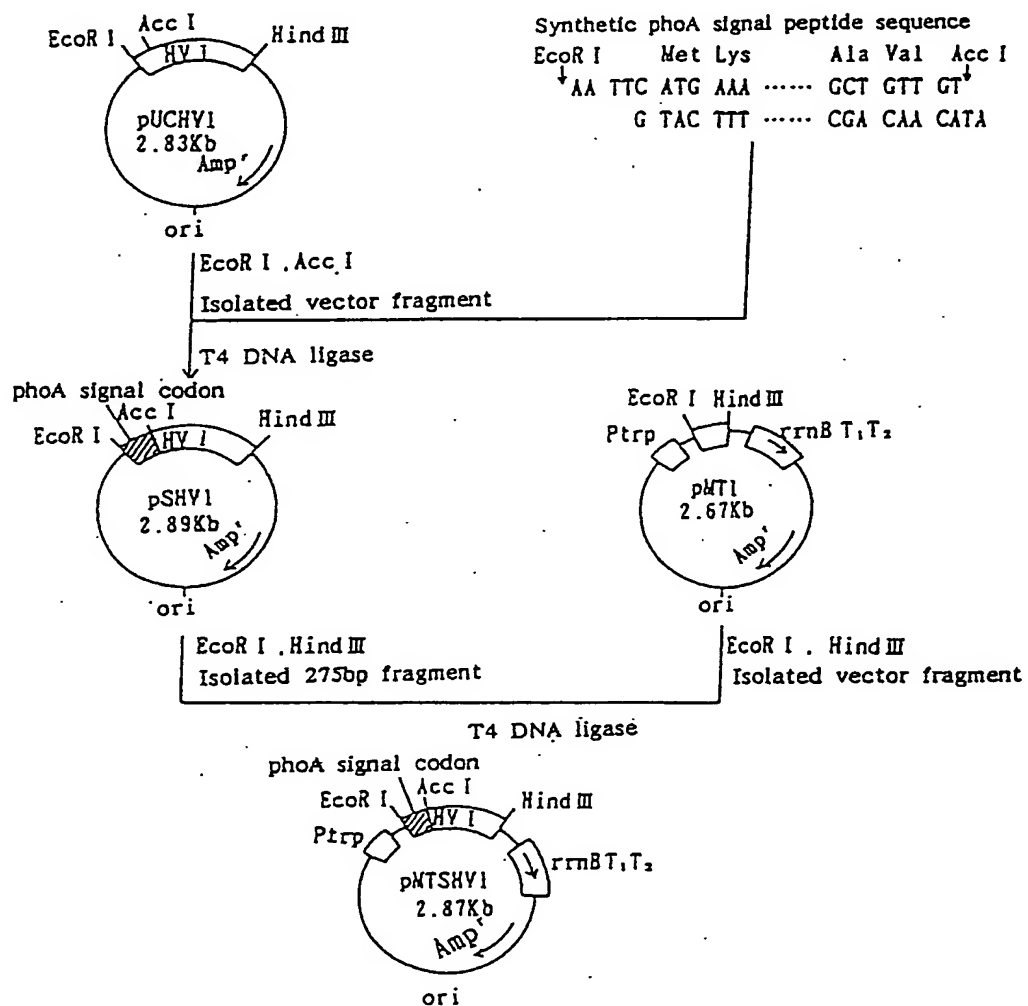 EcoR I
Acc I
HV I
Hind III
pUCHV1
2.83Kb
Ampʳ
ori
Synthetic phoA signal peptide sequence
EcoR I Met Lys Ala Val Acc I
AA TTC ATG AAA ······ GCT GTT GT
G TAC TTT ······ CGA CAA CATA
EcoR I . Acc I
Isolated vector fragment
T4 DNA ligase
phoA signal codon
Acc I
EcoR I
HV I
Hind III
pSHV1
2.89Kb
Ampʳ
ori
EcoR I Hind III
Ptrp
rrnB T₁T₂
pMT1
2.67Kb
Ampʳ
ori
EcoR I . Hind III
Isolated 275bp fragment
EcoR I . Hind III
Isolated vector fragment
T4 DNA ligase
phoA signal codon
Acc I
EcoR I
HV I
Hind III
Ptrp
rrnB T₁T₂
pMTSHV1
2.87Kb
Ampʳ
ori